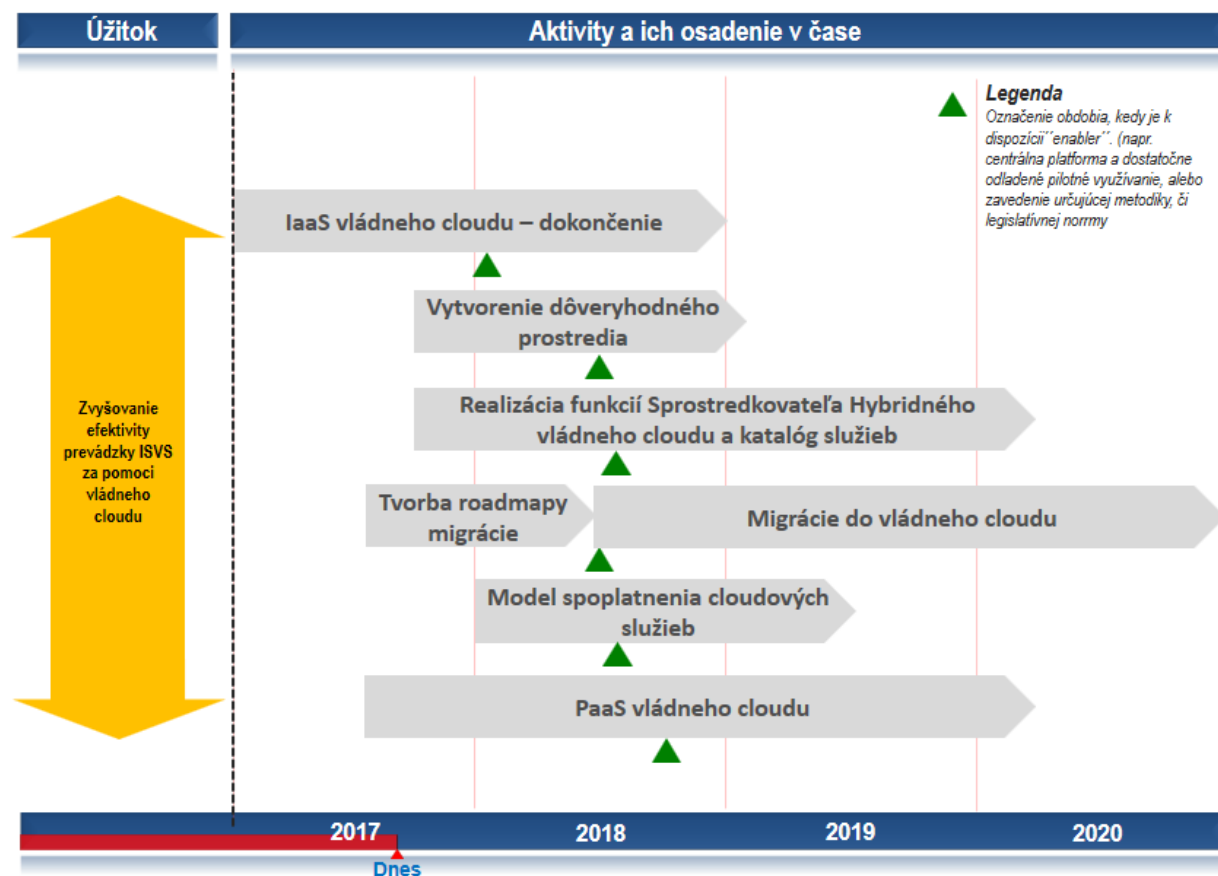 Úžitok
Aktivity a ich osadenie v čase
Legenda
Označenie obdobia, kedy je k
dispozícii´´enabler´´. (napr.
centrálna platforma a dostatočne
odladené pilotné využívanie, alebo
zavedenie určujúcej metodiky, či
legislatívnej norrmy
IaaS vládneho cloudu – dokončenie
Vytvorenie dôveryhodného
prostredia
Realizácia funkcií Sprostredkovateľa Hybridného
vládneho cloudu a katalóg služieb
Zvyšovanie
efektivity
prevádzky ISVS
za pomoci
vládneho
cloudu
Tvorba roadmapy
migrácie
Migrácie do vládneho cloudu
Model spoplatnenia cloudových
služieb
PaaS vládneho cloudu
2017
2018
2019
2020
Dnes